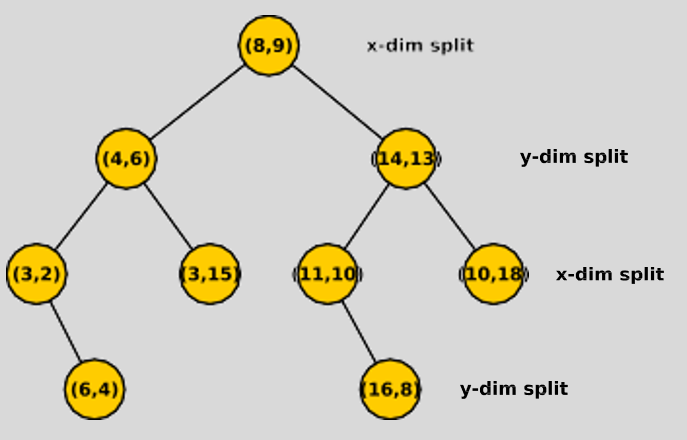 (8,9) x-dim split
(4,6) (14,13) y-dim split
(3,2) (3,15) (11,10) (10,18) x-dim split
(6,4) (16,8) y-dim split